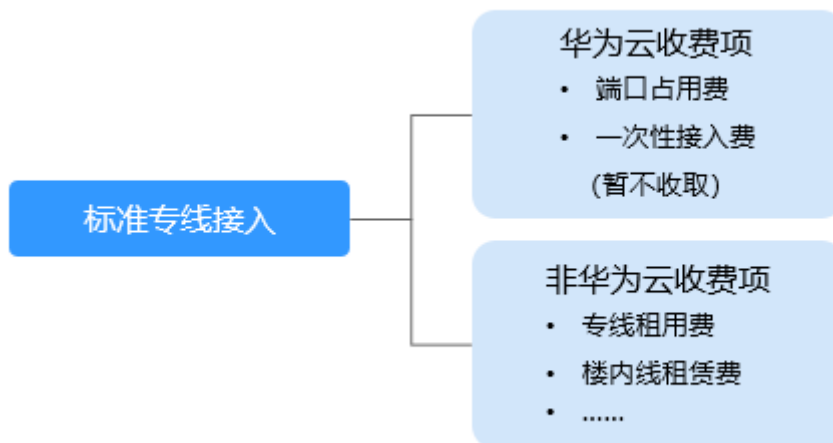 标准专线接入
华为云收费项
• 端口占用费
• 一次性接入费
(暂不收取)
非华为云收费项
• 专线租用费
• 楼内线租赁费
• ......